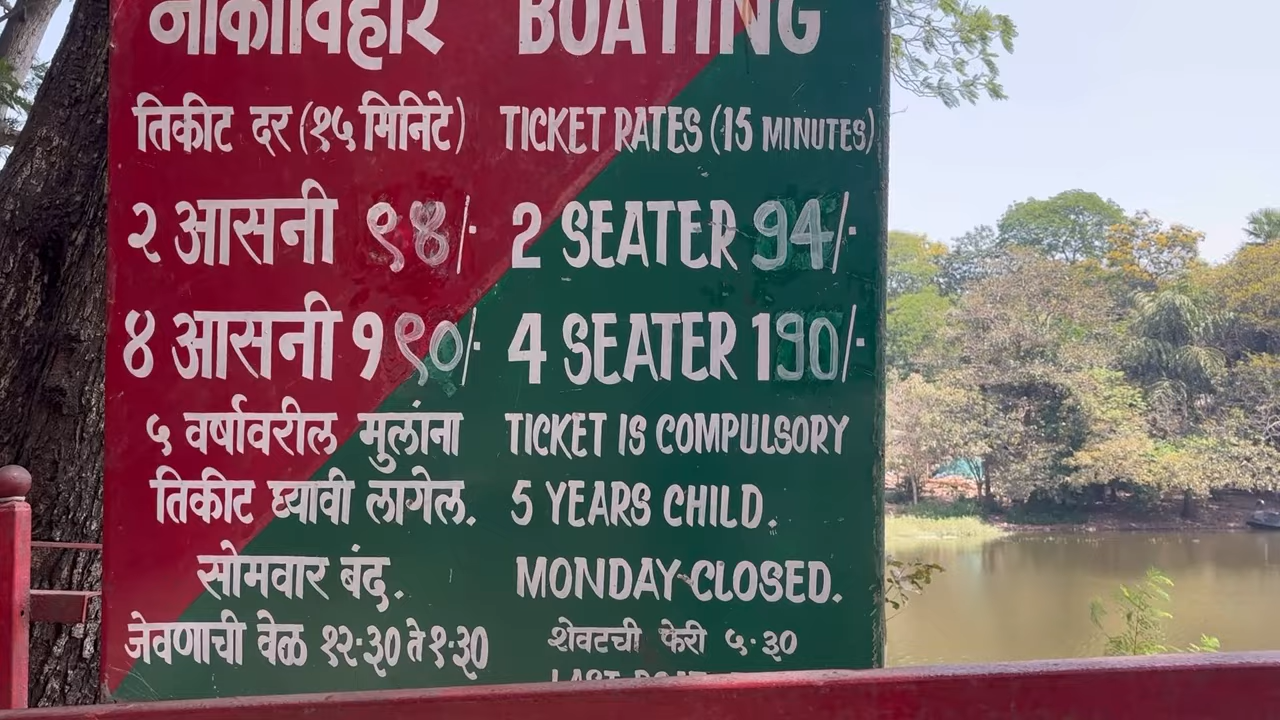 नौकाविहार BOATING
तिकीट दर (१५ मिनिटे) TICKET RATES (15 MINUTES)
२ आसनी ९४/- 2 SEATER 94/-
४ आसनी १९०/- 4 SEATER 190/-
५ वर्षावरील मुलांना TICKET IS COMPULSORY
तिकीट घ्यावी लागेल. 5 YEARS CHILD.
सोमवार बंद. MONDAY-CLOSED.
जेवणाची वेळ १२·३० ते १·३० शेवटची फेरी ५·३०